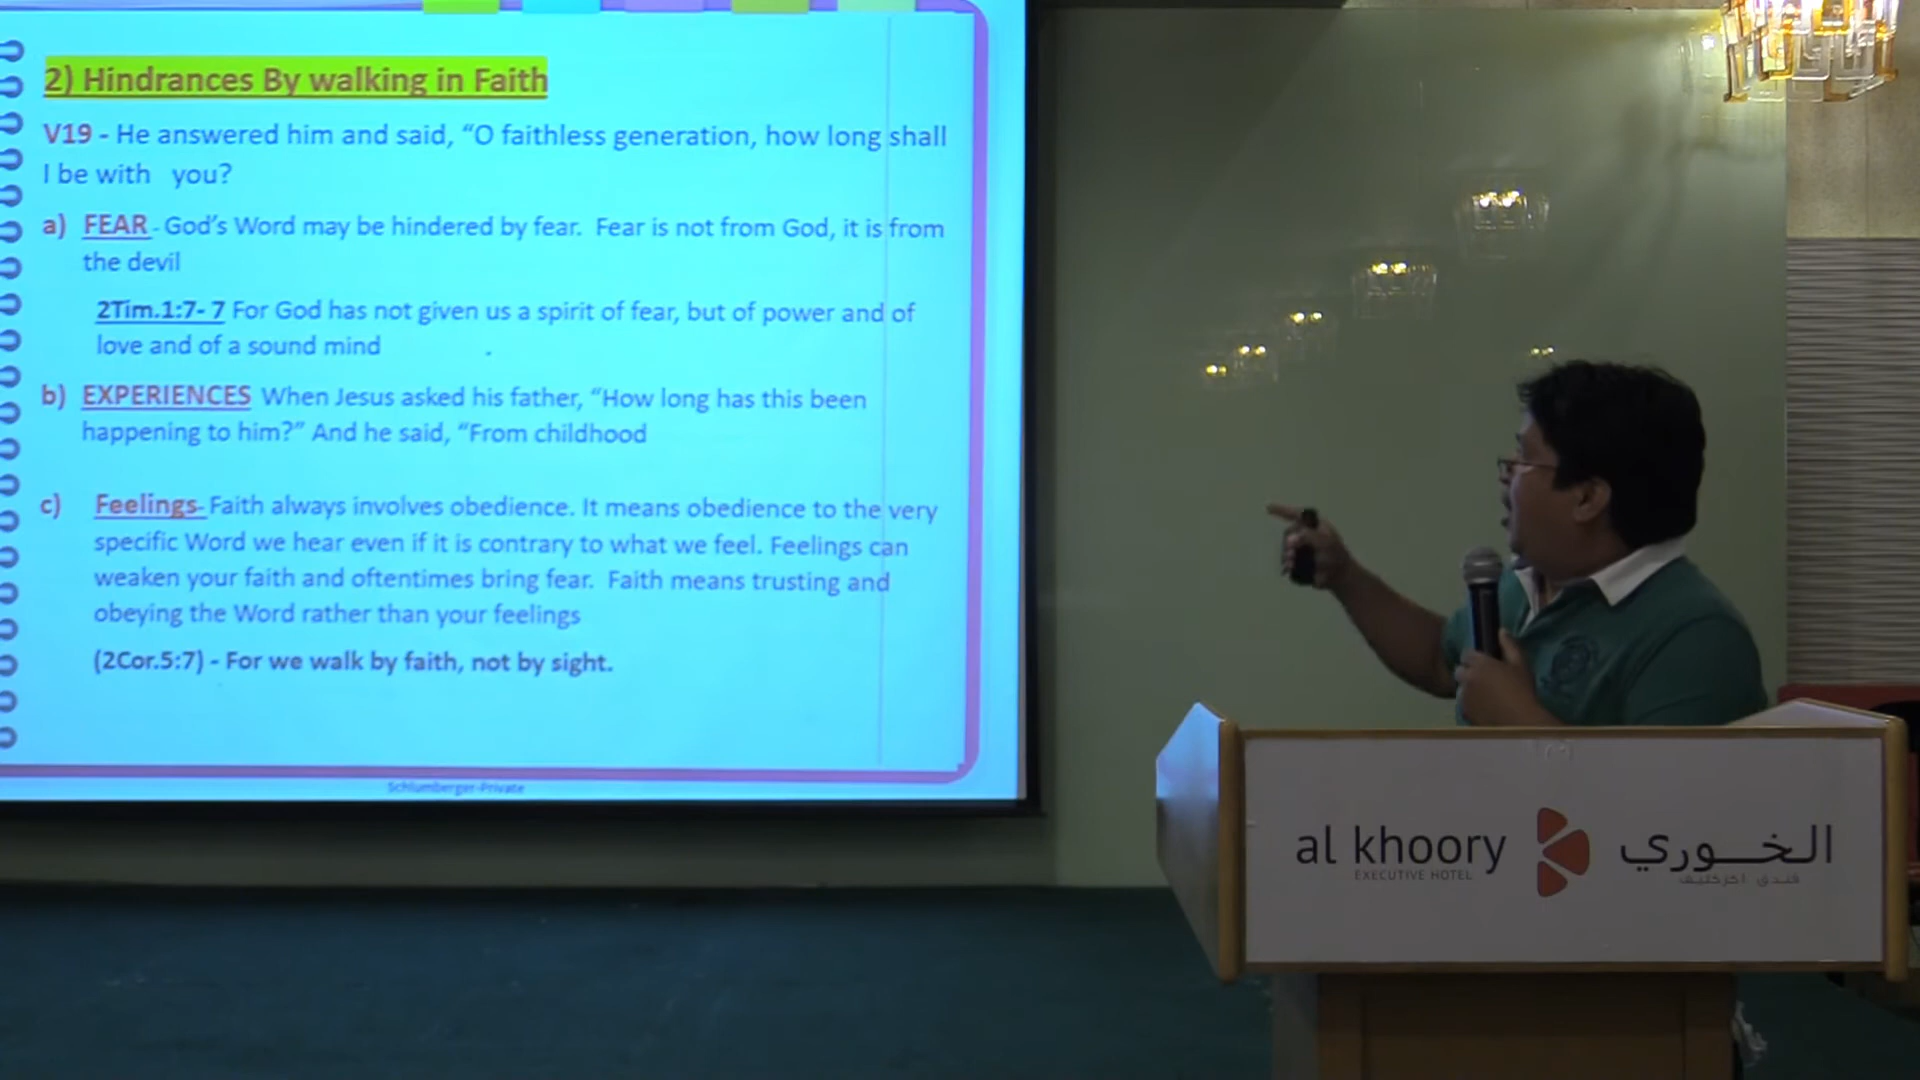 2) Hindrances By walking in Faith
V19 - He answered him and said, “O faithless generation, how long shall
I be with you?
a) FEAR - God’s Word may be hindered by fear. Fear is not from God, it is from
the devil
2Tim.1:7- 7 For God has not given us a spirit of fear, but of power and of
love and of a sound mind
b) EXPERIENCES When Jesus asked his father, “How long has this been
happening to him?” And he said, “From childhood
c) Feelings- Faith always involves obedience. It means obedience to the very
specific Word we hear even if it is contrary to what we feel. Feelings can
weaken your faith and oftentimes bring fear. Faith means trusting and
obeying the Word rather than your feelings
(2Cor.5:7) - For we walk by faith, not by sight.
Schlumberger-Private
al khoory
EXECUTIVE HOTEL
الخوري